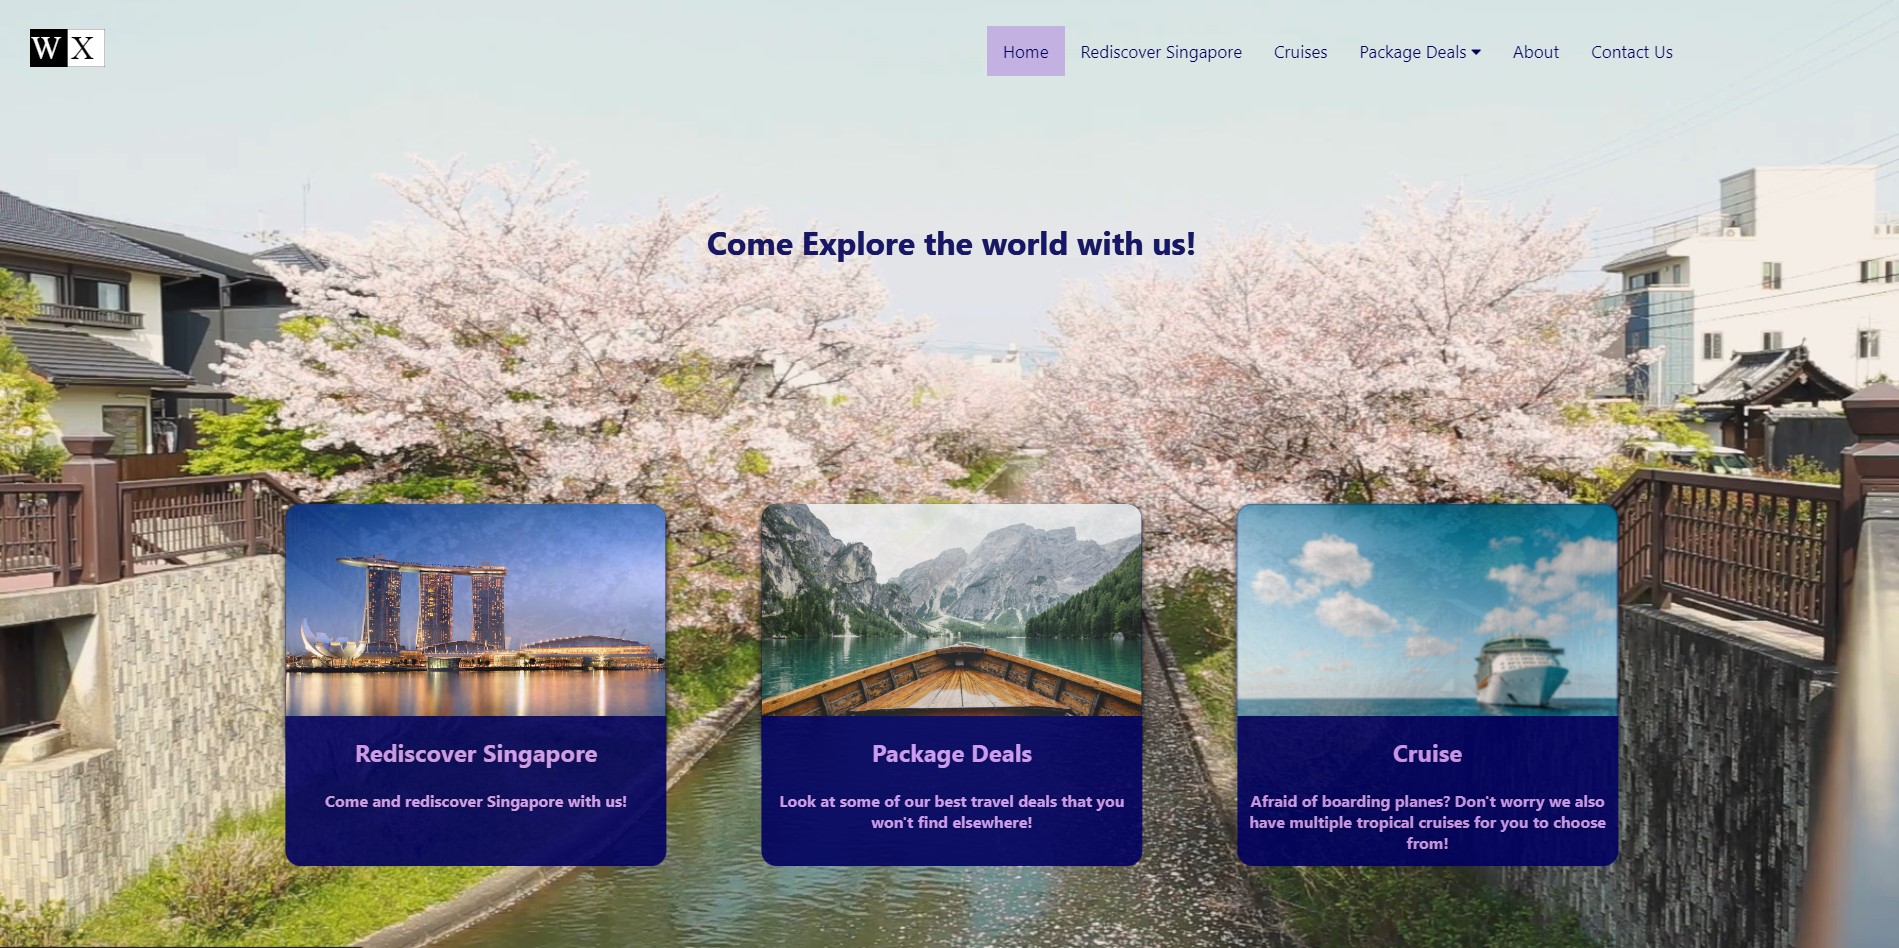 W X
Home
Rediscover Singapore
Cruises
Package Deals
About
Contact Us
Come Explore the world with us!
Rediscover Singapore
Come and rediscover Singapore with us!
Package Deals
Look at some of our best travel deals that you
won't find elsewhere!
Cruise
Afraid of boarding planes? Don't worry we also
have multiple tropical cruises for you to choose
from!